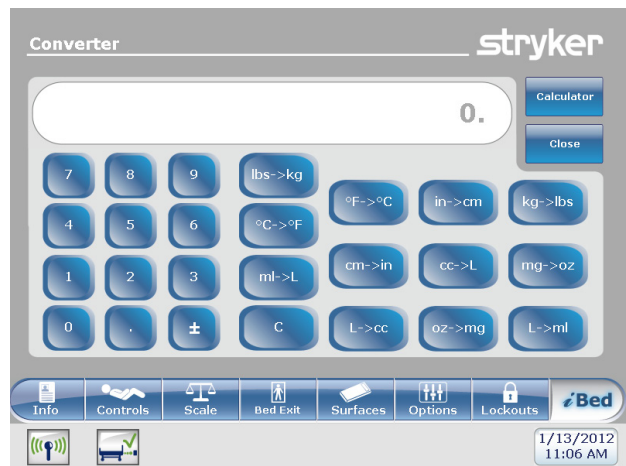 Converter
stryker
0.
Calculator
Close
7 8 9 lbs->kg
°F->°C in->cm kg->lbs
4 5 6 °C->°F
1 2 3 ml->L
cm->in cc->L mg->oz
0 . ± C L->cc oz->mg L->ml
Info Controls Scale Bed Exit Surfaces Options Lockouts iBed
1/13/2012
11:06 AM